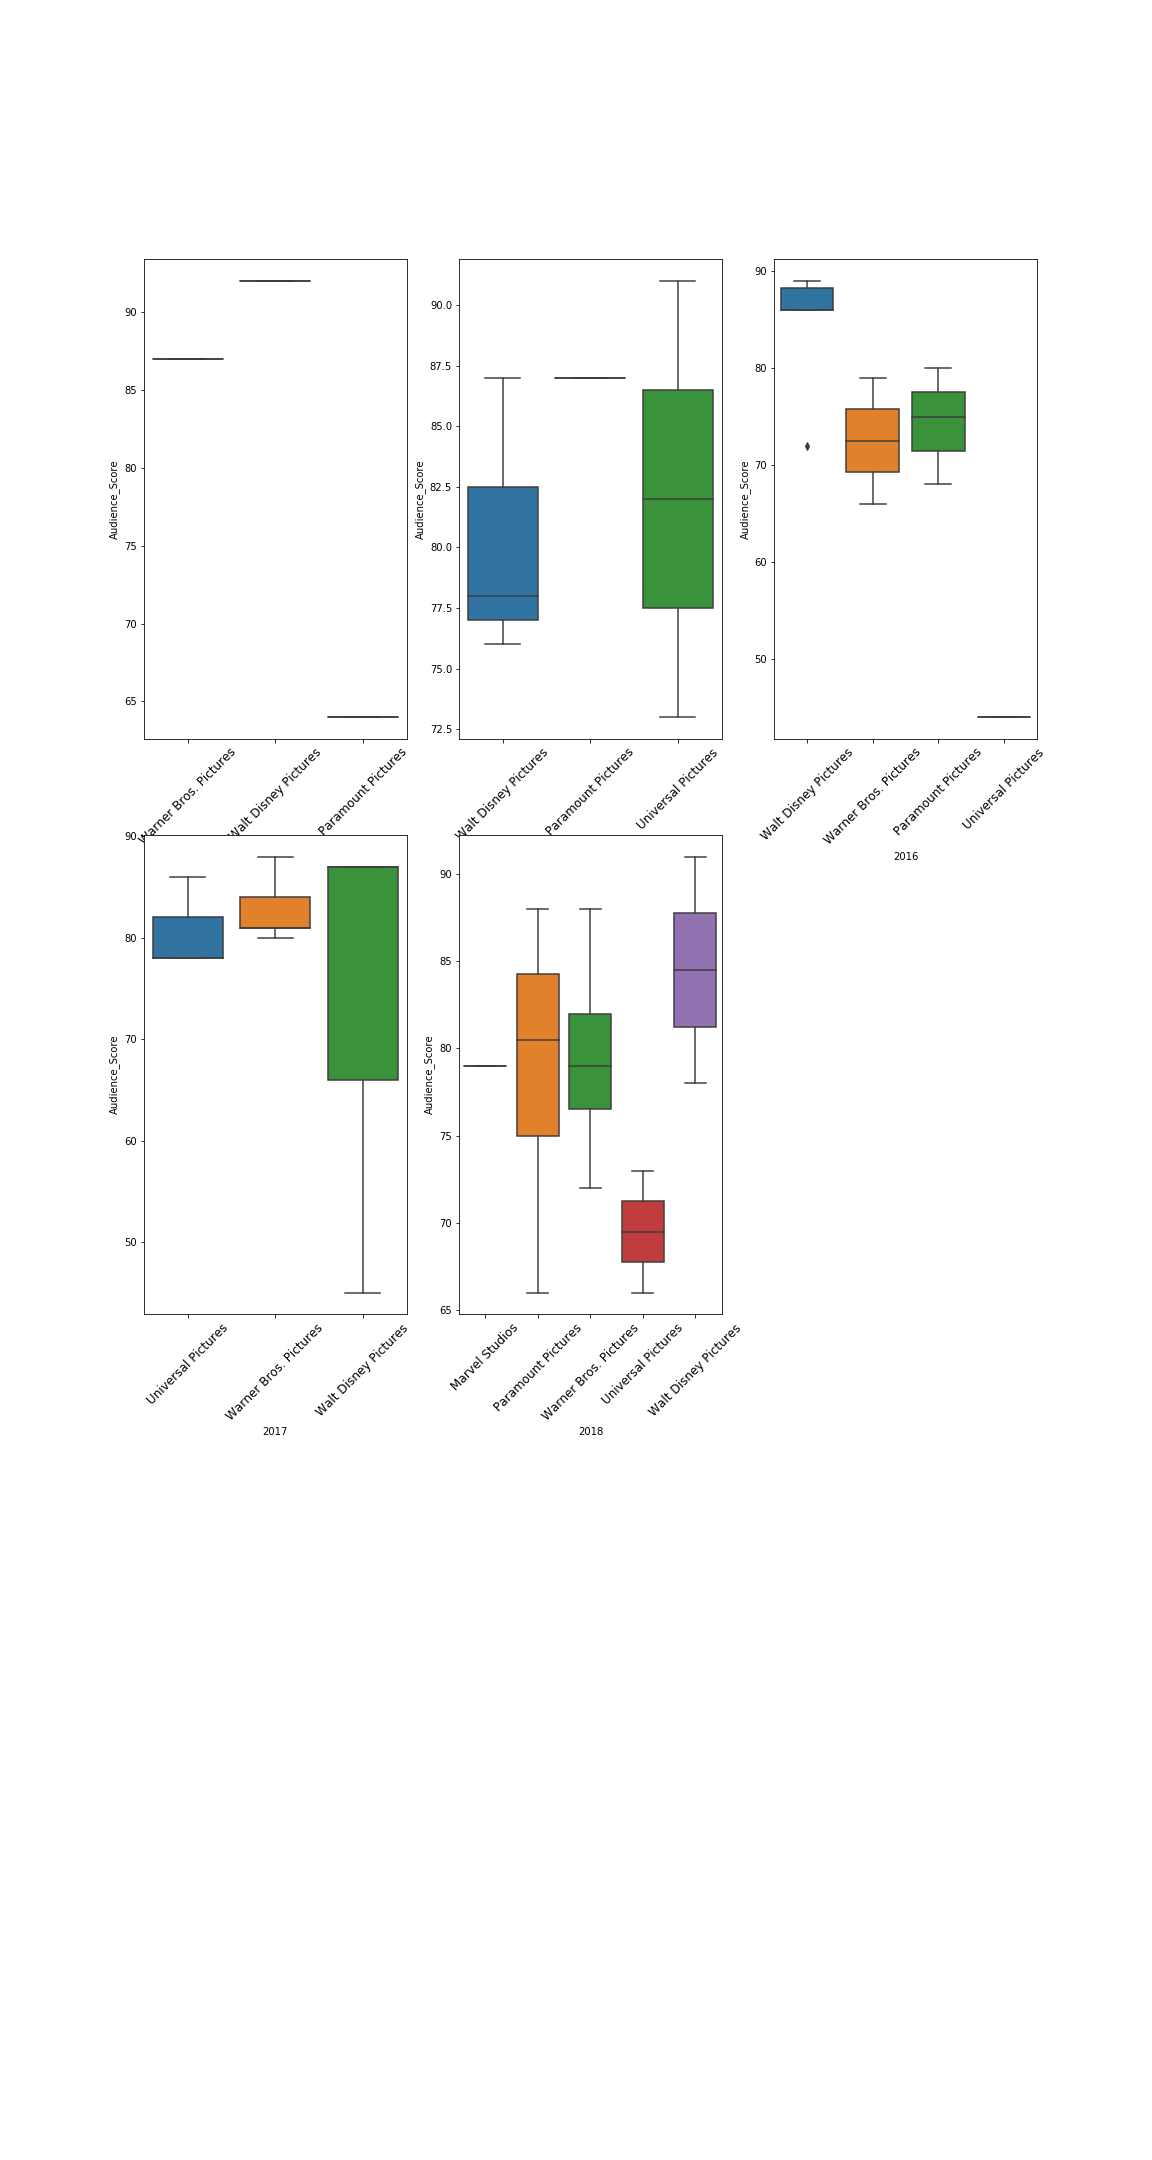 Audience_Score
90
85
80
75
70
65
Warner Bros. Pictures
Walt Disney Pictures
Paramount Pictures
Audience_Score
90.0
87.5
85.0
82.5
80.0
77.5
75.0
72.5
Walt Disney Pictures
Paramount Pictures
Universal Pictures
Audience_Score
90
80
70
60
50
Walt Disney Pictures
Warner Bros. Pictures
Paramount Pictures
Universal Pictures
2016
Audience_Score
90
80
70
60
50
Universal Pictures
Warner Bros. Pictures
Walt Disney Pictures
2017
Audience_Score
90
85
80
75
70
65
Marvel Studios
Paramount Pictures
Warner Bros. Pictures
Universal Pictures
Walt Disney Pictures
2018